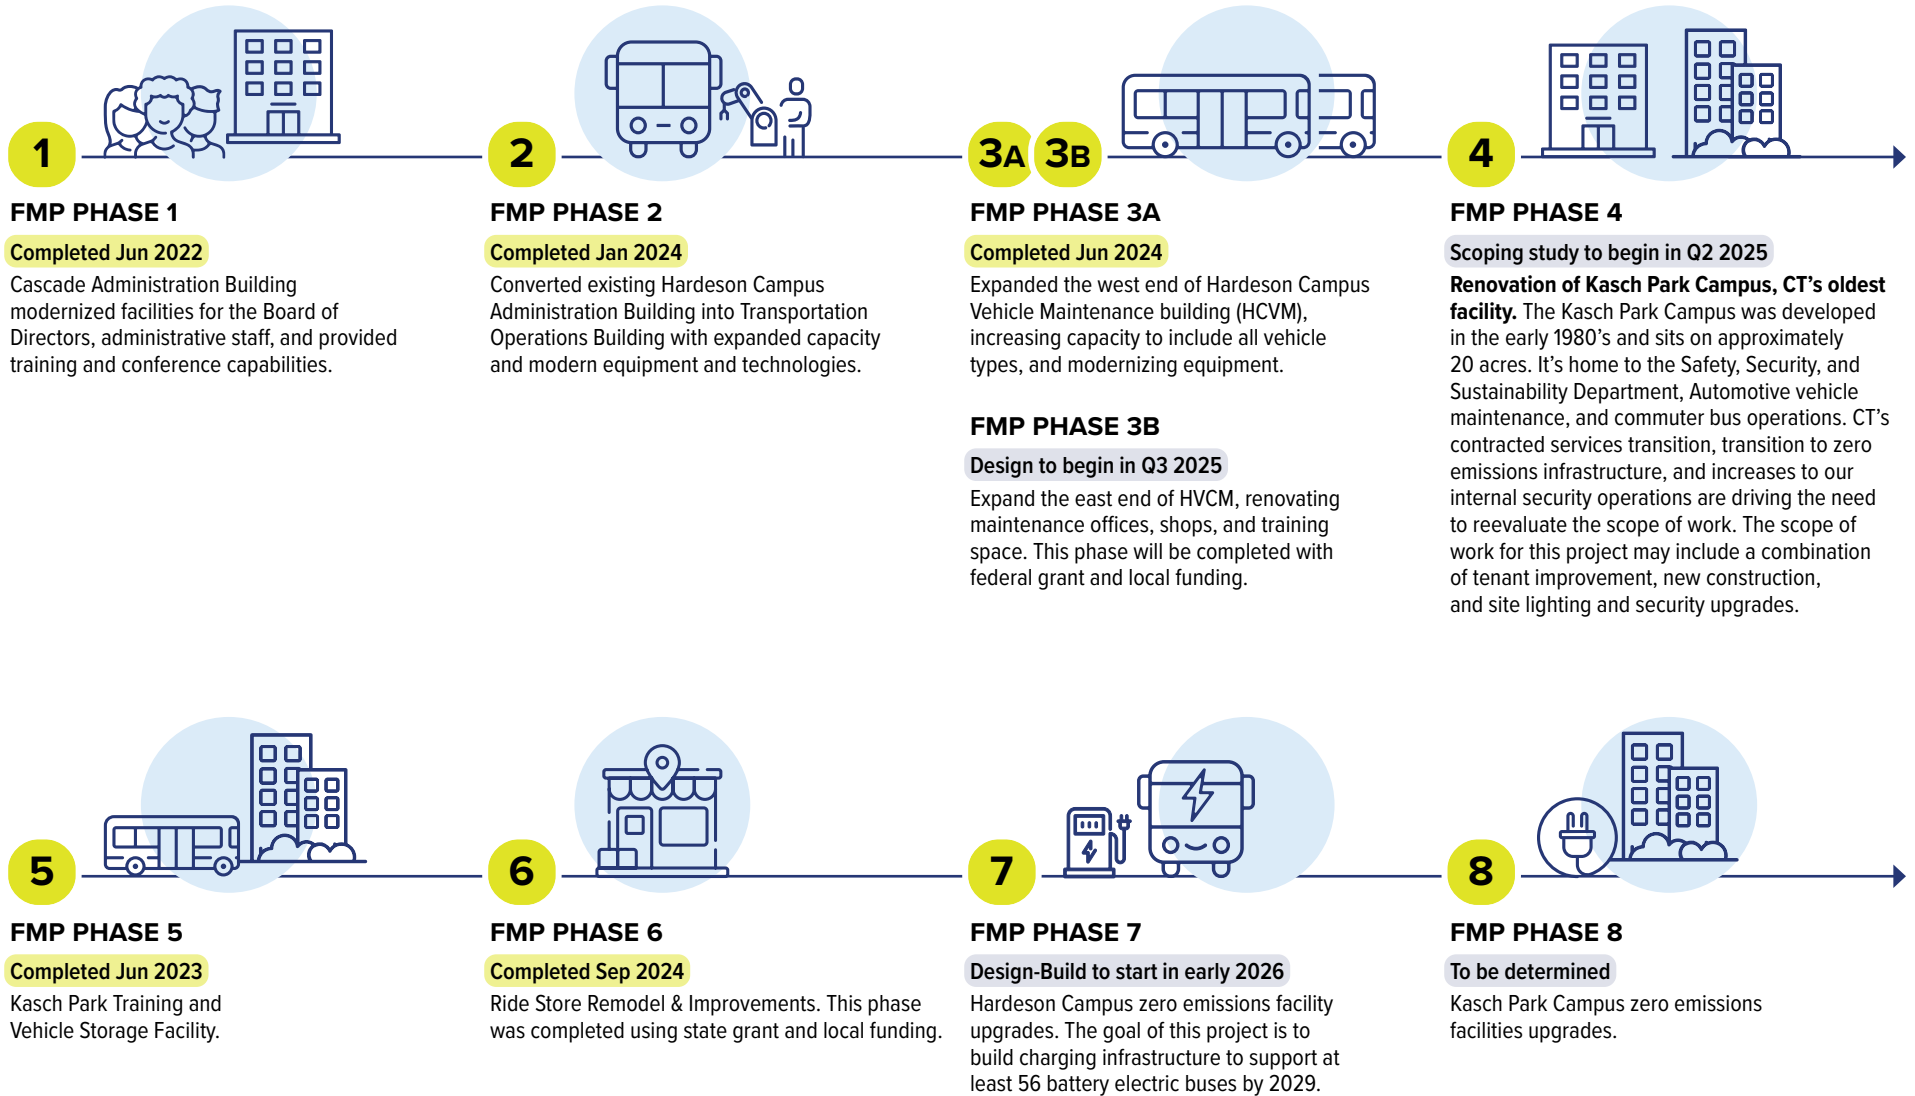 1
FMP PHASE 1
Completed Jun 2022
Cascade Administration Building
modernized facilities for the Board of
Directors, administrative staff, and provided
training and conference capabilities.
2
FMP PHASE 2
Completed Jan 2024
Converted existing Hardeson Campus
Administration Building into Transportation
Operations Building with expanded capacity
and modern equipment and technologies.
3A 3B
FMP PHASE 3A
Completed Jun 2024
Expanded the west end of Hardeson Campus
Vehicle Maintenance building (HCVM),
increasing capacity to include all vehicle
types, and modernizing equipment.
FMP PHASE 3B
Design to begin in Q3 2025
Expand the east end of HVCM, renovating
maintenance offices, shops, and training
space. This phase will be completed with
federal grant and local funding.
4
FMP PHASE 4
Scoping study to begin in Q2 2025
Renovation of Kasch Park Campus, CT’s oldest
facility. The Kasch Park Campus was developed
in the early 1980’s and sits on approximately
20 acres. It’s home to the Safety, Security, and
Sustainability Department, Automotive vehicle
maintenance, and commuter bus operations. CT’s
contracted services transition, transition to zero
emissions infrastructure, and increases to our
internal security operations are driving the need
to reevaluate the scope of work. The scope of
work for this project may include a combination
of tenant improvement, new construction,
and site lighting and security upgrades.
5
FMP PHASE 5
Completed Jun 2023
Kasch Park Training and
Vehicle Storage Facility.
6
FMP PHASE 6
Completed Sep 2024
Ride Store Remodel & Improvements. This phase
was completed using state grant and local funding.
7
FMP PHASE 7
Design-Build to start in early 2026
Hardeson Campus zero emissions facility
upgrades. The goal of this project is to
build charging infrastructure to support at
least 56 battery electric buses by 2029.
8
FMP PHASE 8
To be determined
Kasch Park Campus zero emissions
facilities upgrades.